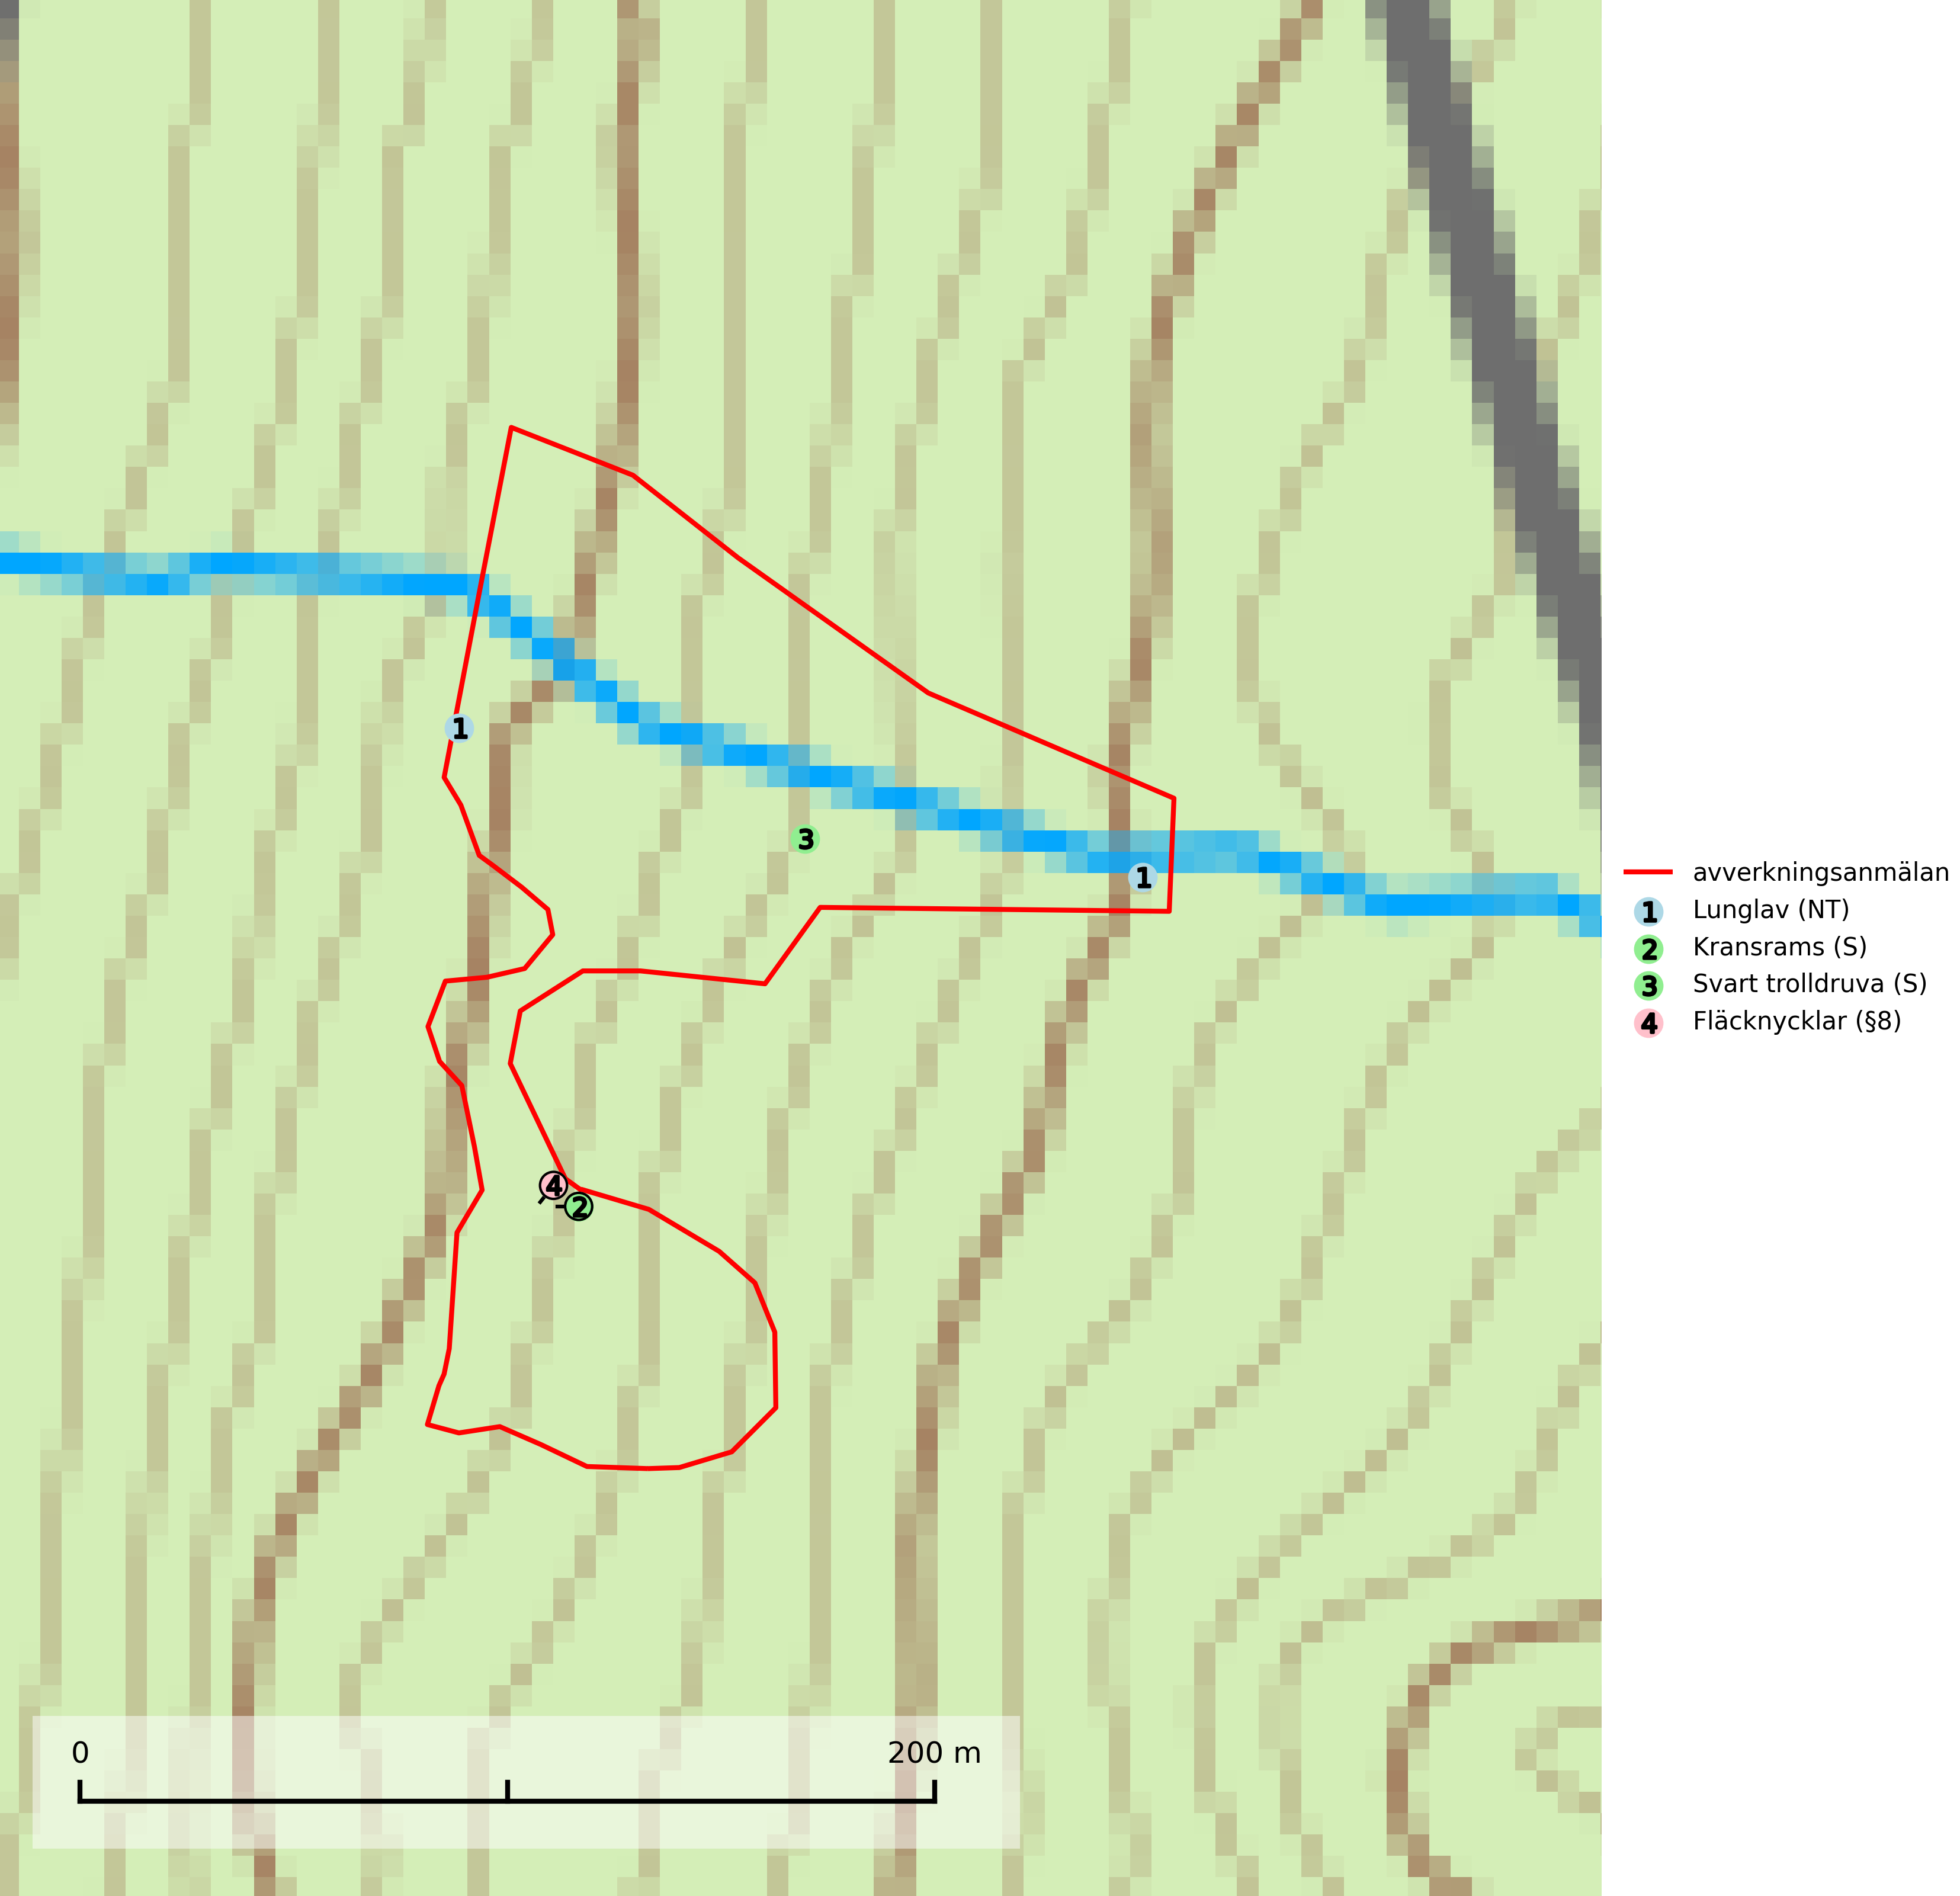 1
3
1
4
2
avverkningsanmälan
1 Lunglav (NT)
2 Kransrams (S)
3 Svart trolldruva (S)
4 Fläcknycklar (§8)
0 200 m